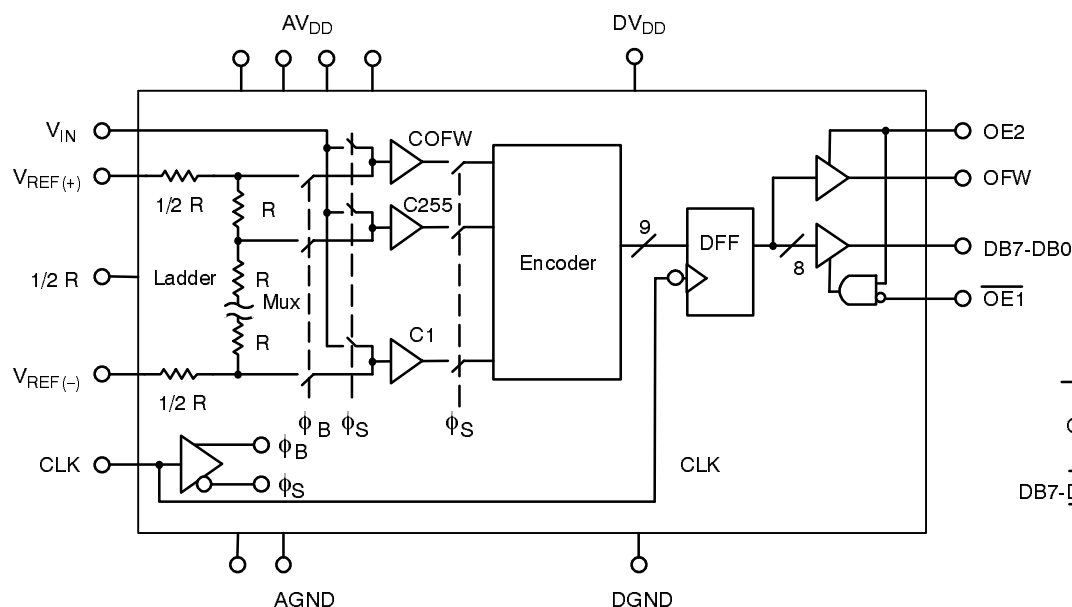 AVDD DVDD
VIN COFW OE2
VREF(+) OFW
1/2 R R C255 9 DFF
DB7-DB0
1/2 R Ladder R Encoder 8
Mux OE1
R C1
VREF(–)
1/2 R
ϕB ϕS ϕS
ϕB
CLK CLK
ϕS
DB7-
AGND DGND